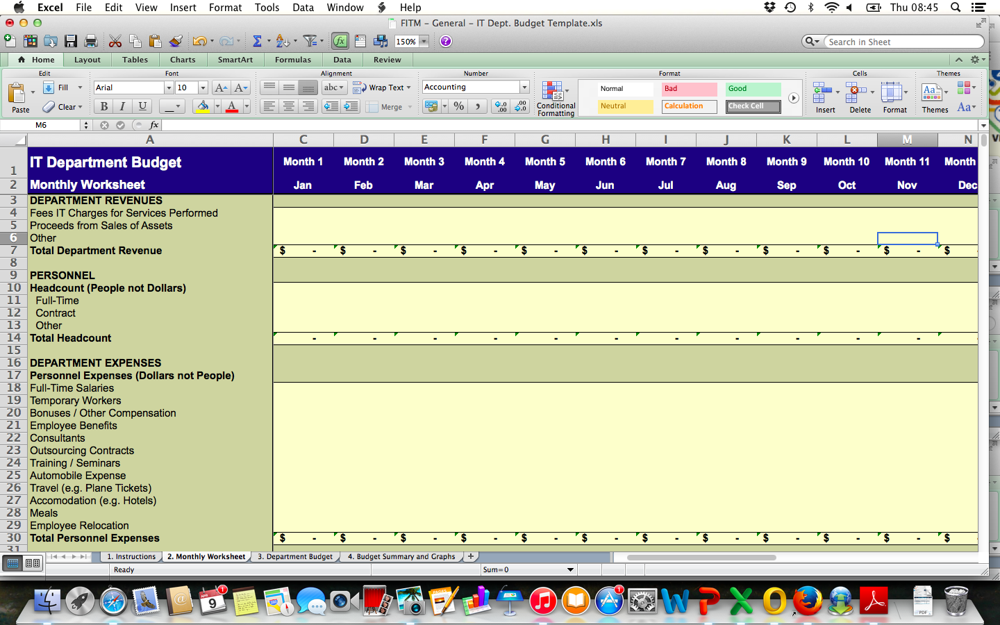 Excel File Edit View Insert Format Tools Data Window Help Thu 08:45
FITM – General – IT Dept. Budget Template.xls
150% Search in Sheet
Home Layout Tables Charts SmartArt Formulas Data Review
Edit Font Alignment Number Format Cells Themes
Fill Arial 10 A A abc Wrap Text Accounting Normal Bad Good
Paste Clear B I U A Merge % Conditional Formatting Neutral Calculation Check Cell Insert Delete Format Themes Aa
M6 fx
A C D E F G H I J K L M N
1 IT Department Budget Month 1 Month 2 Month 3 Month 4 Month 5 Month 6 Month 7 Month 8 Month 9 Month 10 Month 11 Month
2 Monthly Worksheet Jan Feb Mar Apr May Jun Jul Aug Sep Oct Nov Dec
3 DEPARTMENT REVENUES
4 Fees IT Charges for Services Performed
5 Proceeds from Sales of Assets
6 Other
7 Total Department Revenue $ - $ - $ - $ - $ - $ - $ - $ - $ - $ - $ - $
8
9 PERSONNEL
10 Headcount (People not Dollars)
11 Full-Time
12 Contract
13 Other
14 Total Headcount - - - - - - - - - - -
15
16 DEPARTMENT EXPENSES
17 Personnel Expenses (Dollars not People)
18 Full-Time Salaries
19 Temporary Workers
20 Bonuses / Other Compensation
21 Employee Benefits
22 Consultants
23 Outsourcing Contracts
24 Training / Seminars
25 Automobile Expense
26 Travel (e.g. Plane Tickets)
27 Accomodation (e.g. Hotels)
28 Meals
29 Employee Relocation
30 Total Personnel Expenses $ - $ - $ - $ - $ - $ - $ - $ - $ - $ - $ - $
31
1. Instructions 2. Monthly Worksheet 3. Department Budget 4. Budget Summary and Graphs
Ready Sum=0
APR 9 1 1 PDF